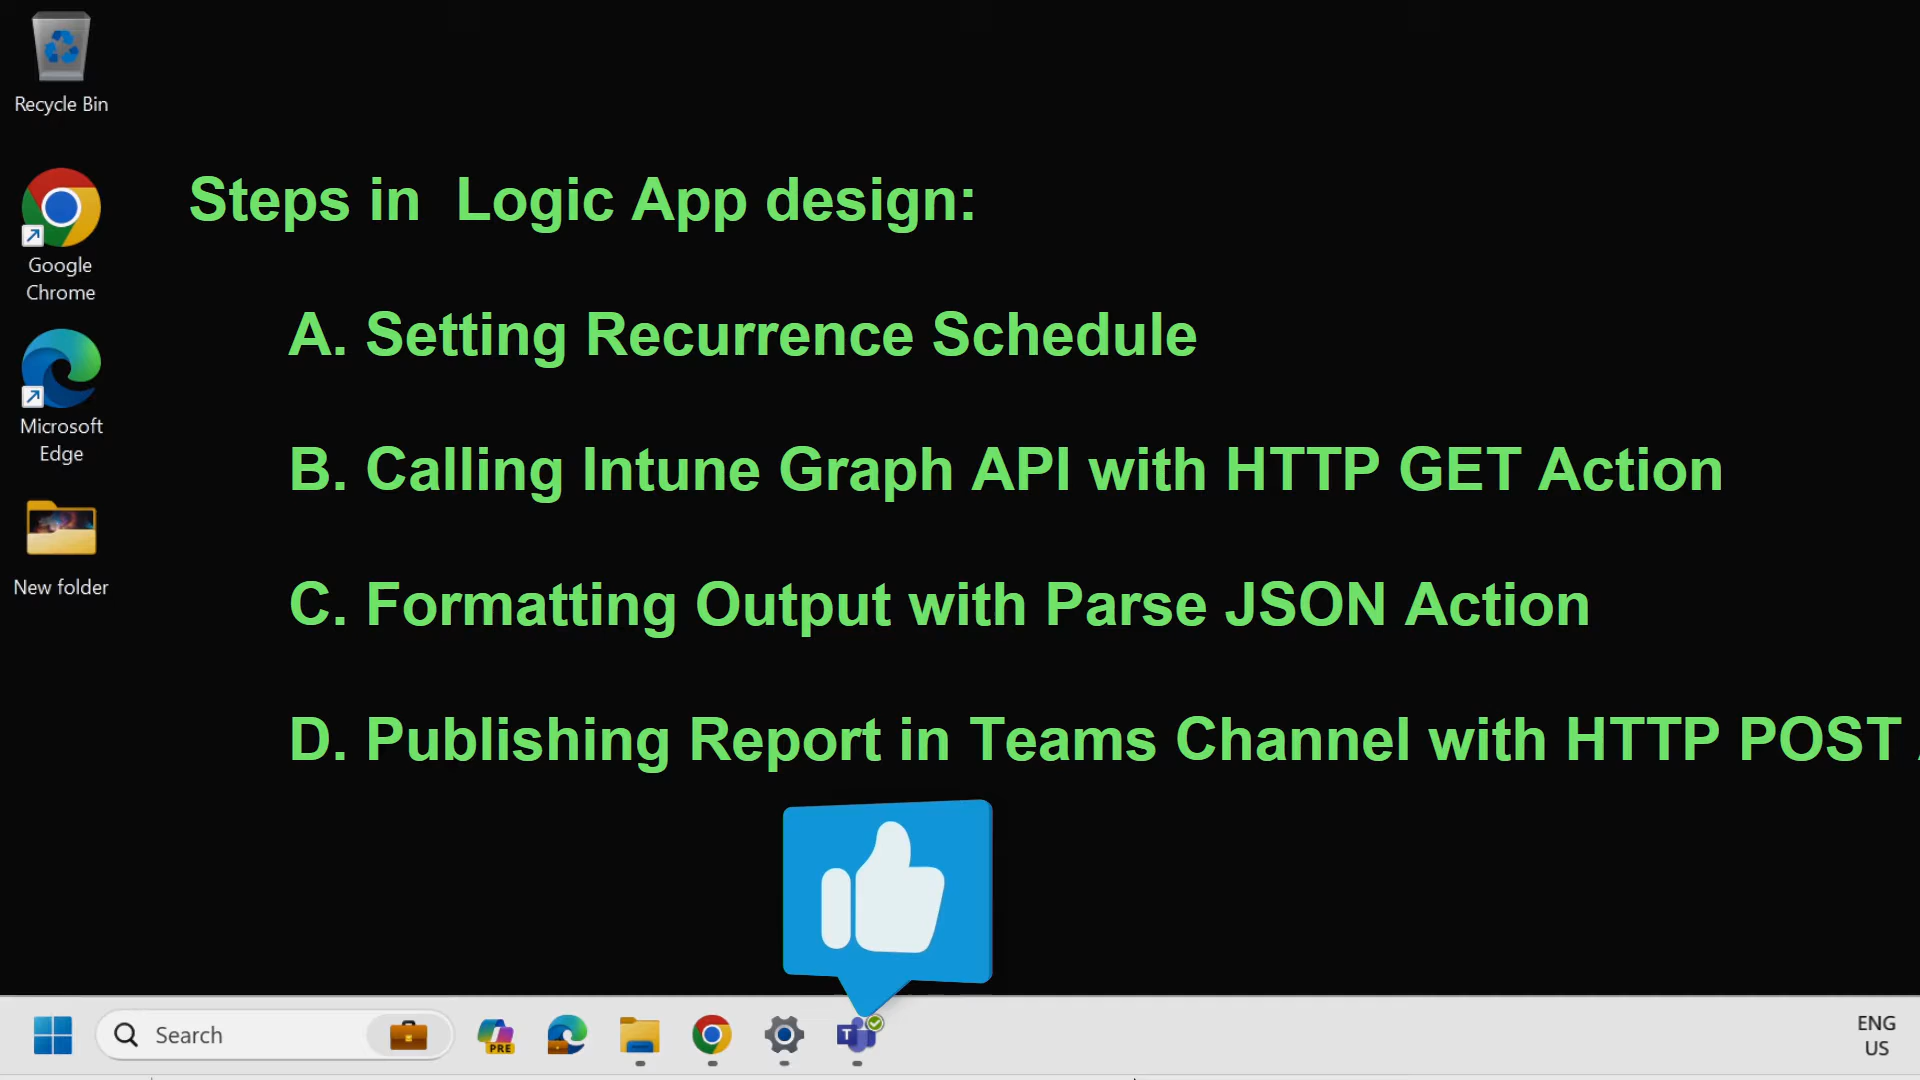 Recycle Bin
Google
Chrome
Microsoft
Edge
New folder
Steps in  Logic App design:
A. Setting Recurrence Schedule
B. Calling Intune Graph API with HTTP GET Action
C. Formatting Output with Parse JSON Action
D. Publishing Report in Teams Channel with HTTP POST
Search
PRE
T
ENG
US